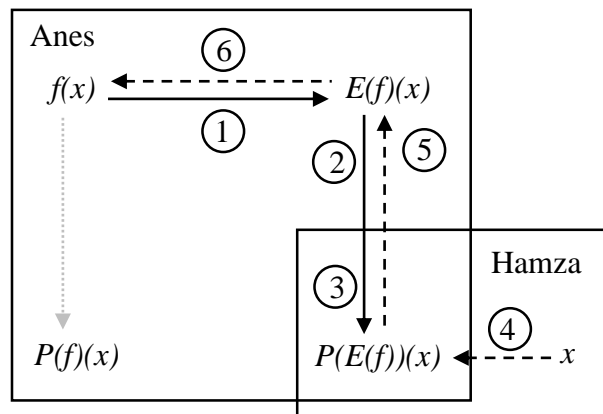 Anes
6
f(x) E(f)(x)
1
2 5
Hamza
3
4
P(f)(x) P(E(f))(x) x